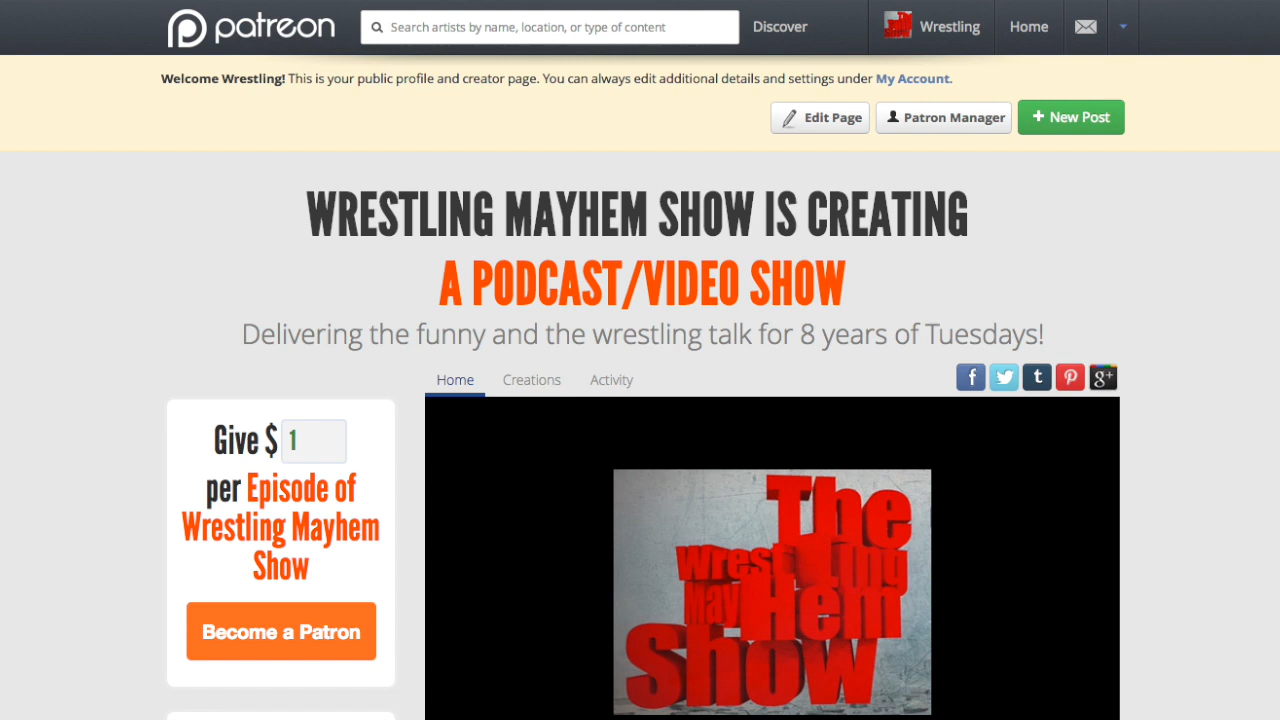 patreon
Search artists by name, location, or type of content
Discover
Wrestling
Home
Welcome Wrestling! This is your public profile and creator page. You can always edit additional details and settings under My Account.
Edit Page
Patron Manager
+ New Post
WRESTLING MAYHEM SHOW IS CREATING
A PODCAST/VIDEO SHOW
Delivering the funny and the wrestling talk for 8 years of Tuesdays!
Home
Creations
Activity
f
t
g+
Give $ 1
per Episode of
Wrestling Mayhem
Show
Become a Patron
The
Wrestling
MayHem
Show